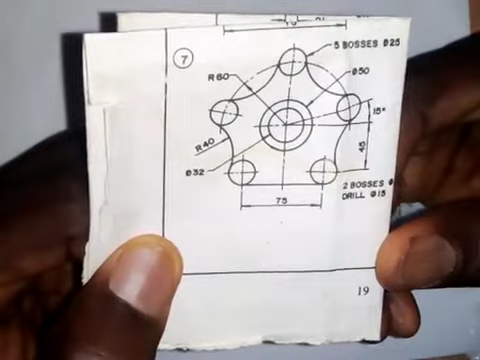 7
5 BOSSES Ø25
R60
Ø50
15°
R40
45
Ø32
2 BOSSES Ø
DRILL Ø15
75
19